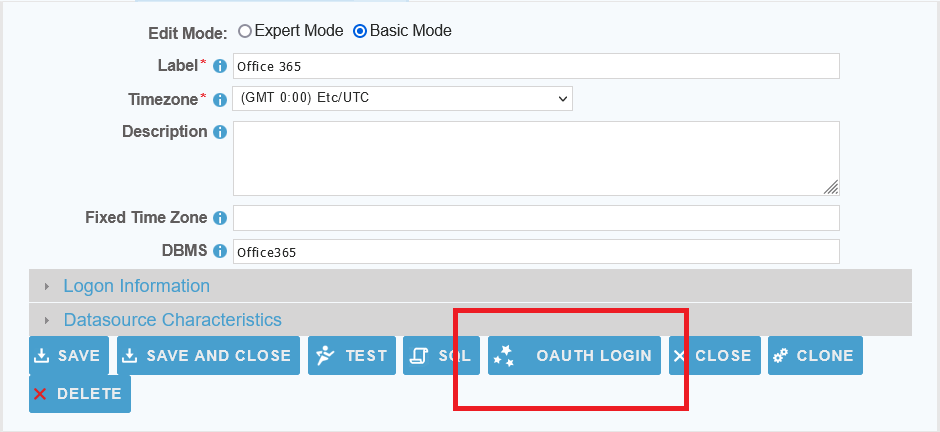 Edit Mode: Expert Mode Basic Mode
Label* Office 365
Timezone* (GMT 0:00) Etc/UTC
Description
Fixed Time Zone
DBMS Office365
Logon Information
Datasource Characteristics
SAVE SAVE AND CLOSE TEST SQL OAUTH LOGIN CLOSE CLONE
DELETE